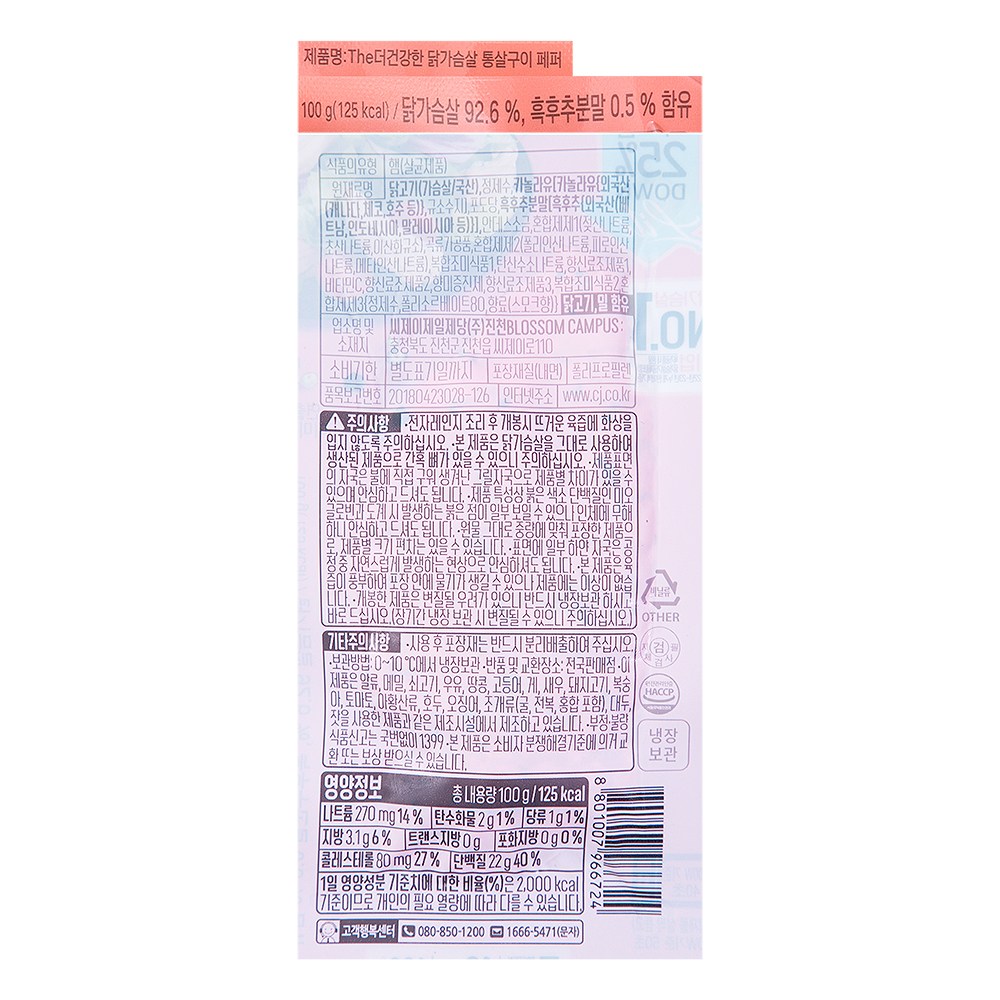 제품명:The더건강한 닭가슴살 통살구이 페퍼
100 g(125 kcal) / 닭가슴살 92.6 %, 흑후추분말 0.5 % 함유
식품의유형 햄(살균제품)
원재료명 닭고기(가슴살/국산),정제수,카놀라유{카놀라유(외국산
(캐나다,체코,호주 등)},규소수지,포도당,흑후추분말{흑후추(외국산(베
트남,인도네시아,말레이시아 등))},인데스소금,혼합제제1(젖산나트륨,
초산나트륨,이산화규소),곡류가공품,혼합제제2(폴리인산나트륨,피로인산
나트륨,메타인산나트륨),복합조미식품1,탄산수소나트륨,향신료조제품1,
비타민C,향신료조제품2,향미증진제,향신료조제품3,복합조미식품2,혼
합제제3{정제수,폴리소르베이트80,향료(스모크향)} 닭고기,밀 함유
업소명 및 소재지 씨제이제일제당(주)진천BLOSSOM CAMPUS :
충청북도 진천군 진천읍 씨제이로110
소비기한 별도표기일까지 포장재질(내면) 폴리프로필렌
품목보고번호 20180423028-126 인터넷주소 www.cj.co.kr
주의사항 ·전자레인지 조리 후 개봉시 뜨거운 육즙에 화상을
입지 않도록 주의하십시오. ·본 제품은 닭가슴살을 그대로 사용하여
생산된 제품으로 간혹 뼈가 있을 수 있으니 주의하십시오. ·제품표면
의 자국은 불에 직접 구워 생겨난 그릴자국으로 제품별 차이가 있을 수
있으며 안심하고 드셔도 됩니다. ·제품 특성상 붉은 색소 단백질인 미오
글로빈과 도계 시 발생하는 붉은 점이 일부 보일 수 있으나 인체에 무해
하니 안심하고 드셔도 됩니다. ·원물 그대로 중량에 맞춰 포장한 제품으
로, 제품별 크기 편차는 있을 수 있습니다. ·표면에 일부 하얀 자국은 공
정 중 자연스럽게 발생하는 현상으로 안심하셔도 됩니다. ·본 제품은 육
즙이 풍부하여 포장 안에 물기가 생길 수 있으나 제품에는 이상이 없습
니다. ·개봉한 제품은 변질될 우려가 있으니 반드시 냉장보관 하시고
바로 드십시오.(장기간 냉장 보관 시 변질될 수 있으니 주의하십시오.)
기타주의사항 ·사용 후 포장재는 반드시 분리배출하여 주십시오.
·보관방법: 0~10 ℃에서 냉장보관 ·반품 및 교환장소: 전국판매점 ·이
제품은 알류, 메밀, 쇠고기, 우유, 땅콩, 고등어, 게, 새우, 돼지고기, 복숭
아, 토마토, 아황산류, 호두, 오징어, 조개류(굴, 전복, 홍합 포함), 대두,
잣을 사용한 제품과 같은 제조시설에서 제조하고 있습니다. ·부정·불량
식품신고는 국번없이 1399 ·본 제품은 소비자 분쟁해결기준에 의거 교
환 또는 보상 받으실 수 있습니다.
비닐류
OTHER
검
HACCP
냉장
보관
영양정보 총 내용량 100 g / 125 kcal
나트륨 270 mg 14 % 탄수화물 2 g 1 % 당류 1 g 1 %
지방 3.1 g 6 % 트랜스지방 0 g 포화지방 0 g 0 %
콜레스테롤 80 mg 27 % 단백질 22 g 40 %
1일 영양성분 기준치에 대한 비율(%)은 2,000 kcal
기준이므로 개인의 필요 열량에 따라 다를 수 있습니다.
8 801007 966724
고객행복센터 080-850-1200 1666-5471(문자)